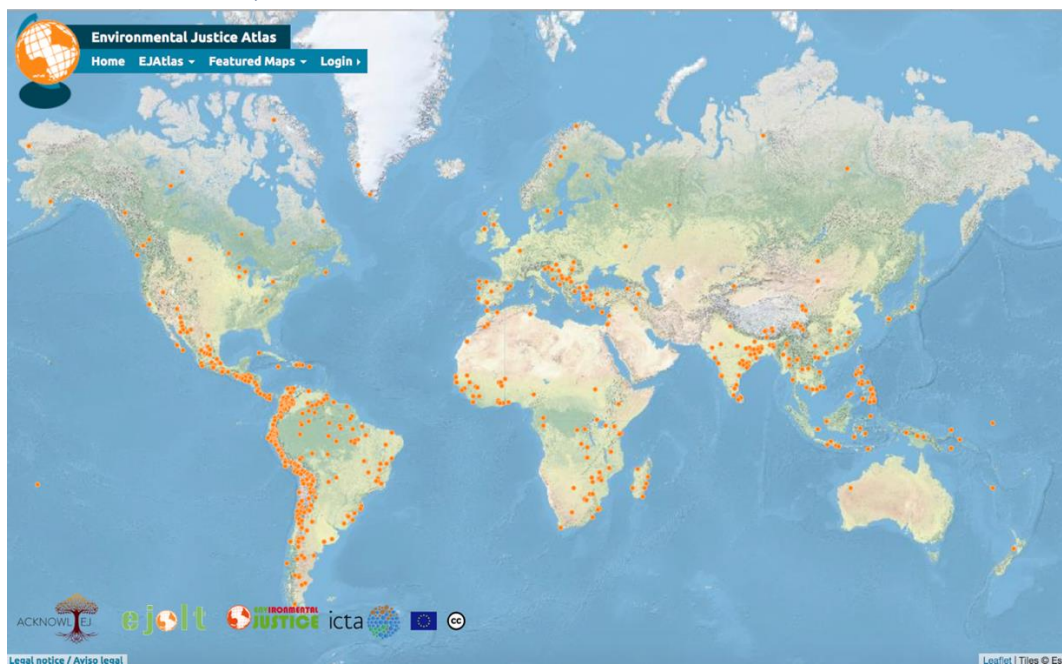 Environmental Justice Atlas
Home EJAtlas Featured Maps Login
ACKNOWL EJ
ejolt
ENVIRONMENTAL
JUSTICE
icta
cc
Legal notice / Aviso legal
Leaflet | Tiles © Es